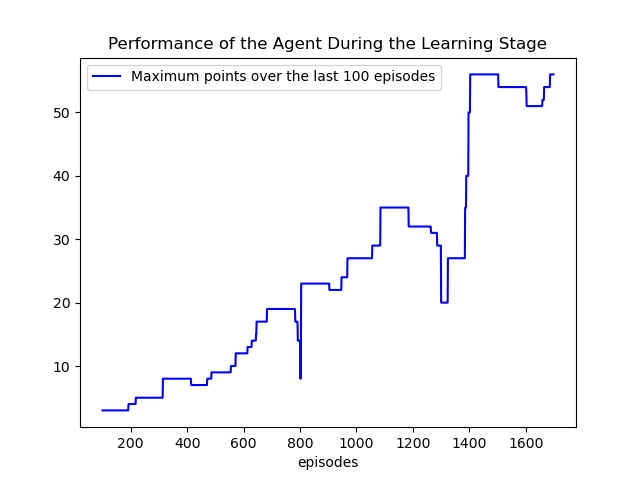 Performance of the Agent During the Learning Stage
Maximum points over the last 100 episodes
50
40
30
20
10
200 400 600 800 1000 1200 1400 1600
episodes